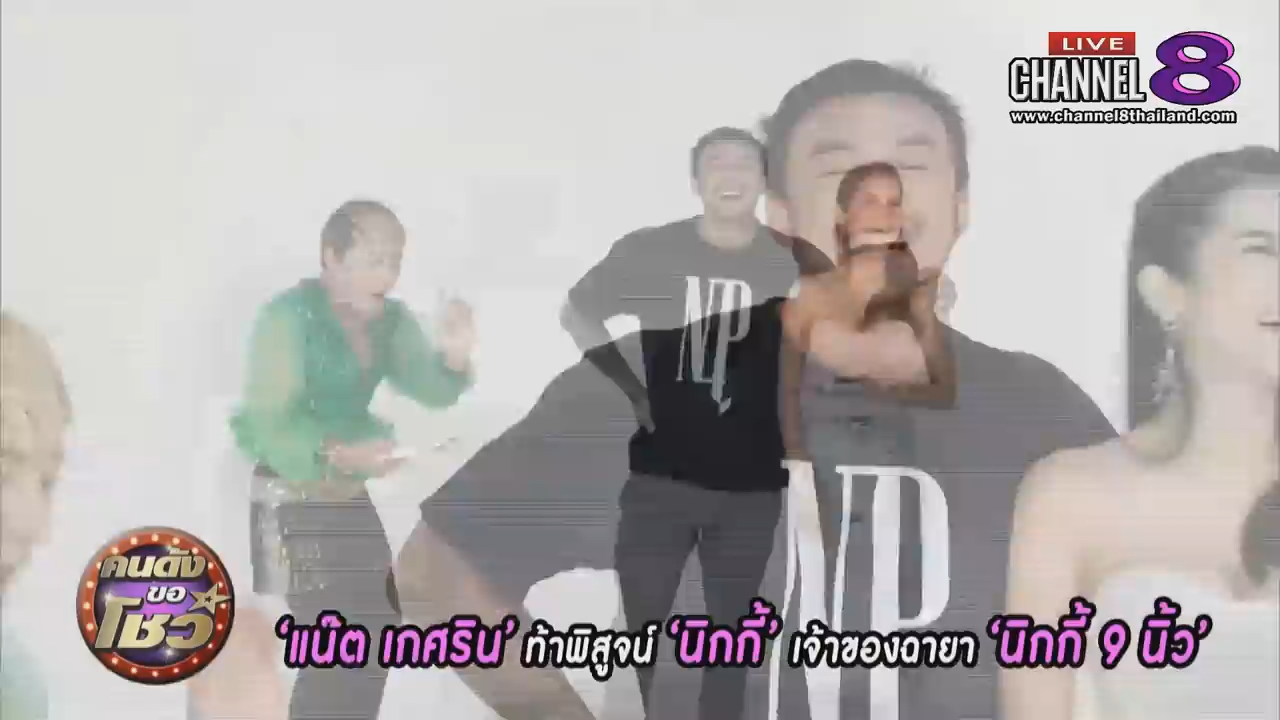 LIVE
CHANNEL 8
www.channel8thailand.com
NP
NP
คนดัง
ขอ
โชว์
‘แน๊ต เกศริน’ ท้าพิสูจน์ ‘นิกกี้’ เจ้าของฉายา ‘นิกกี้ 9 นิ้ว’